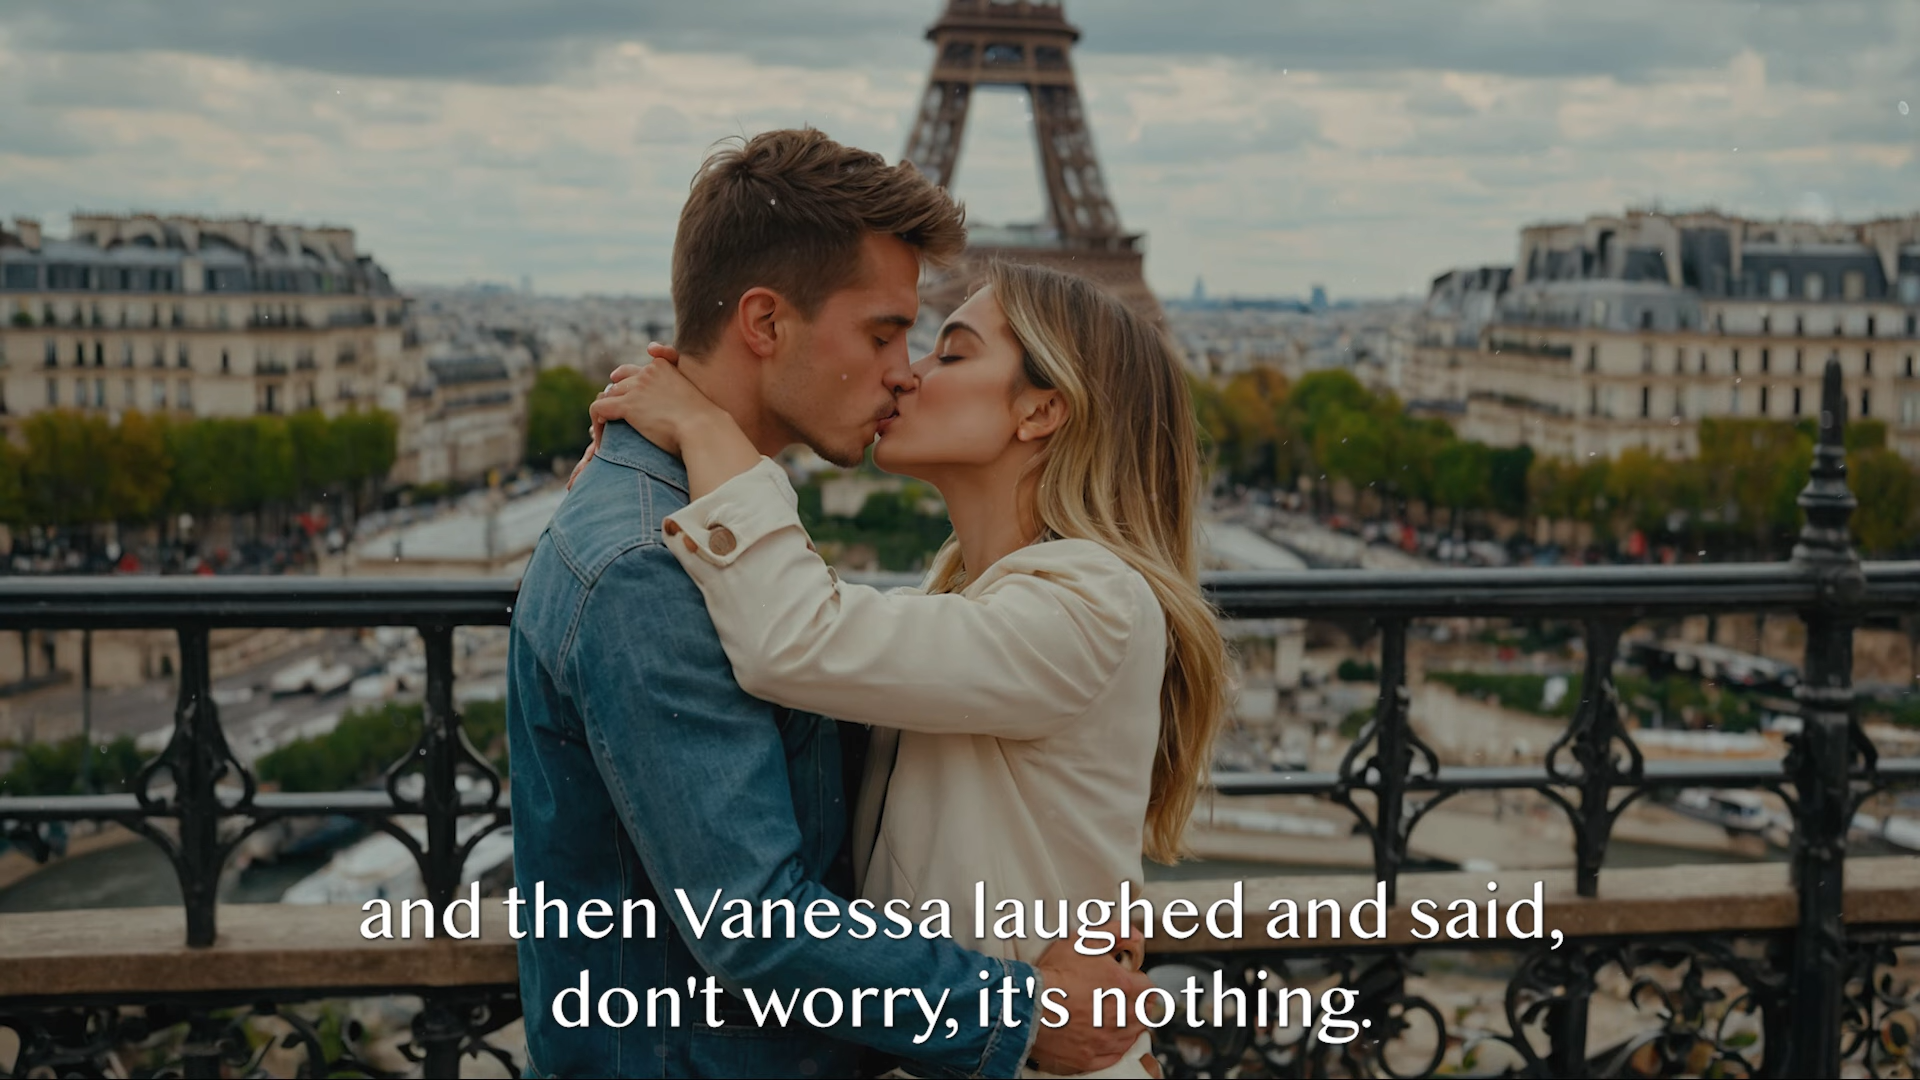 and then Vanessa laughed and said,
don't worry, it's nothing.